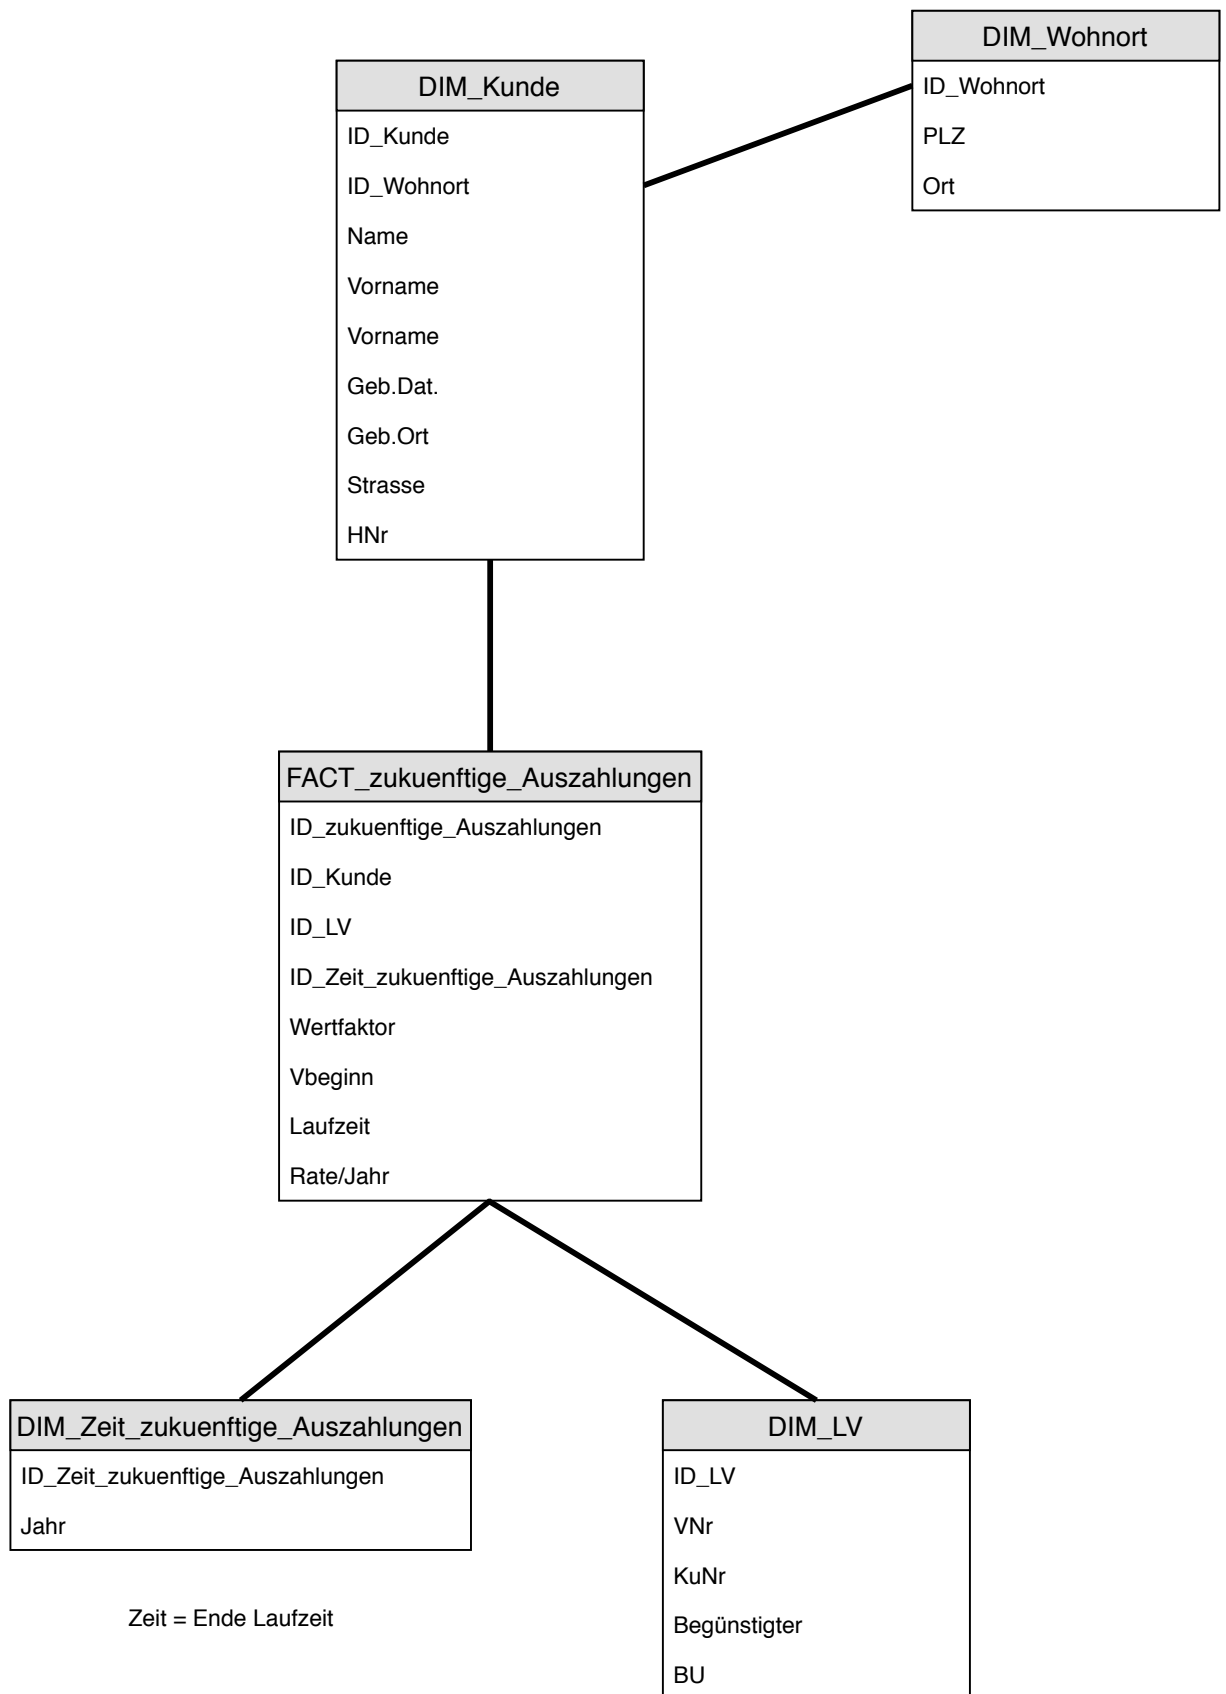 DIM_Wohnort
ID_Wohnort
PLZ
Ort
DIM_Kunde
ID_Kunde
ID_Wohnort
Name
Vorname
Vorname
Geb.Dat.
Geb.Ort
Strasse
HNr
FACT_zukuenftige_Auszahlungen
ID_zukuenftige_Auszahlungen
ID_Kunde
ID_LV
ID_Zeit_zukuenftige_Auszahlungen
Wertfaktor
Vbeginn
Laufzeit
Rate/Jahr
DIM_Zeit_zukuenftige_Auszahlungen
ID_Zeit_zukuenftige_Auszahlungen
Jahr
Zeit = Ende Laufzeit
DIM_LV
ID_LV
VNr
KuNr
Begünstigter
BU